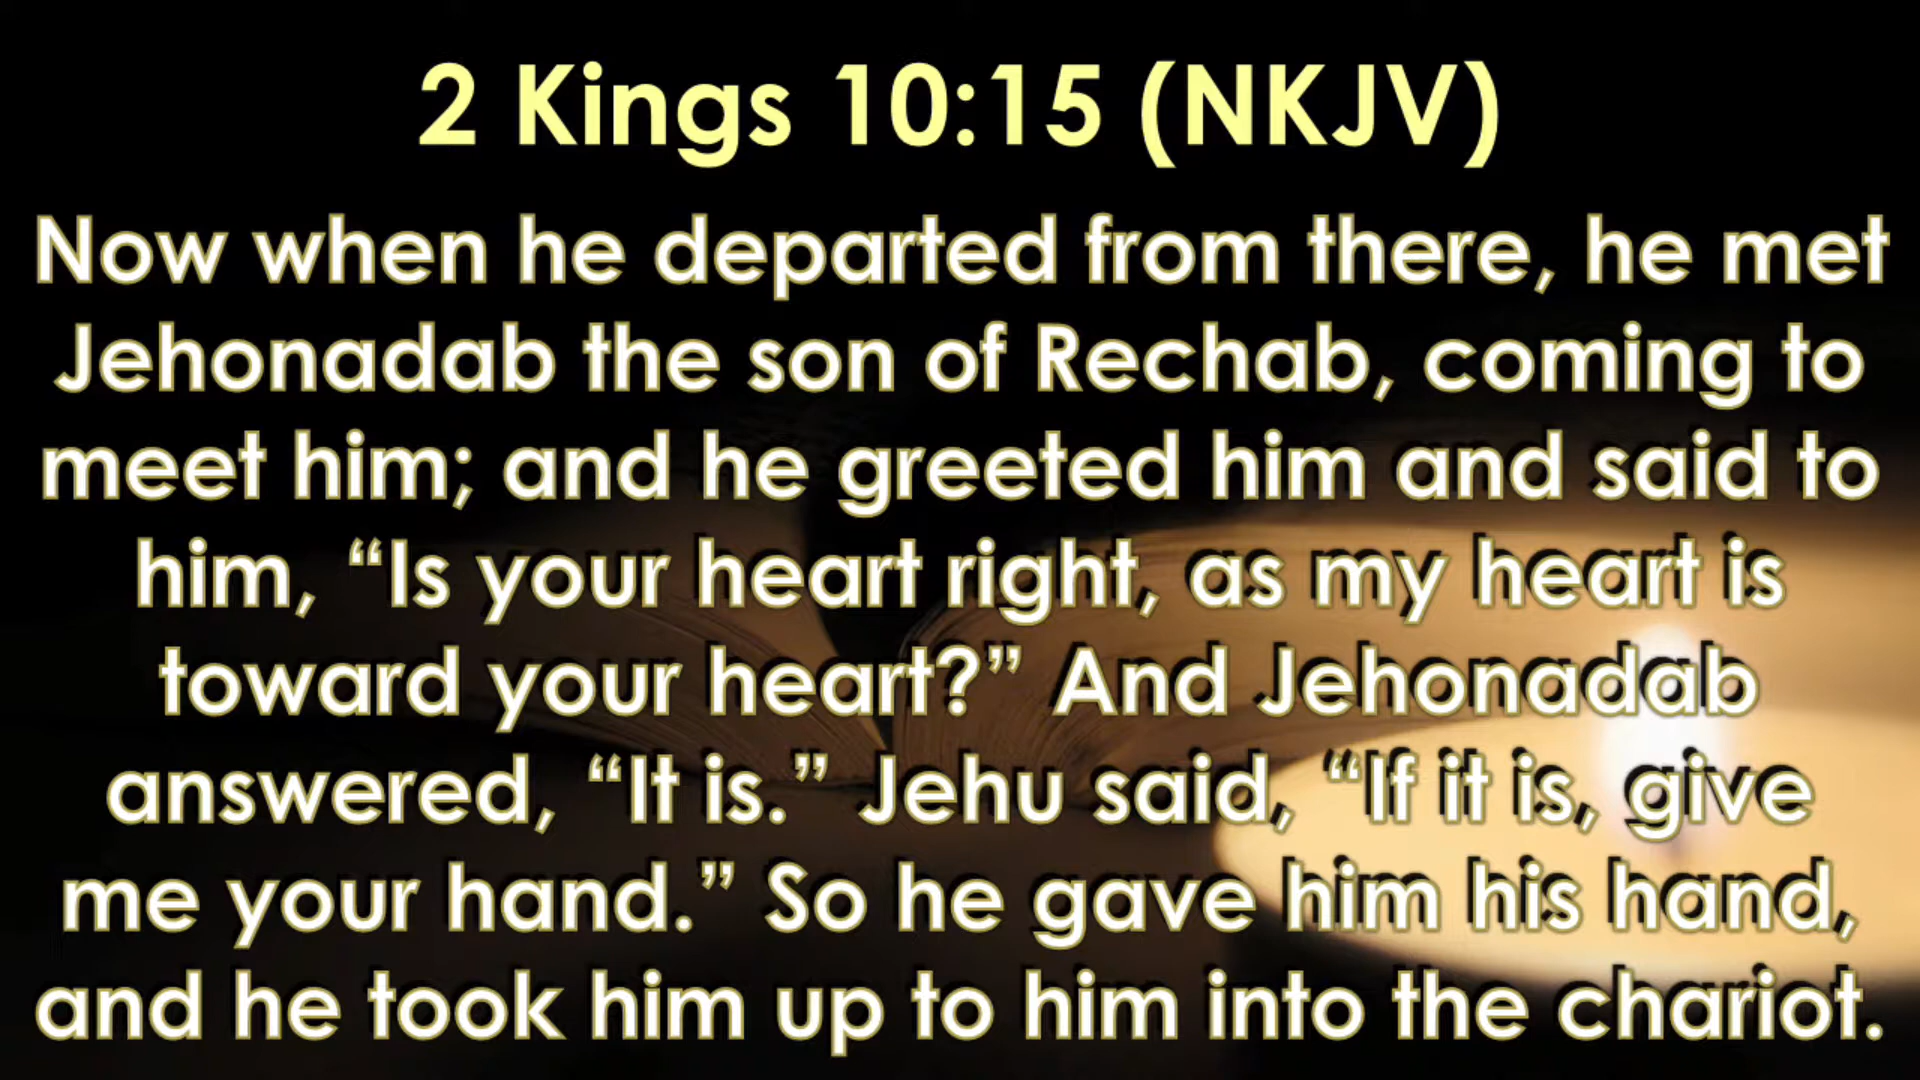 2 Kings 10:15 (NKJV)
Now when he departed from there, he met
Jehonadab the son of Rechab, coming to
meet him; and he greeted him and said to
him, “Is your heart right, as my heart is
toward your heart?” And Jehonadab
answered, “It is.” Jehu said, “If it is, give
me your hand.” So he gave him his hand,
and he took him up to him into the chariot.